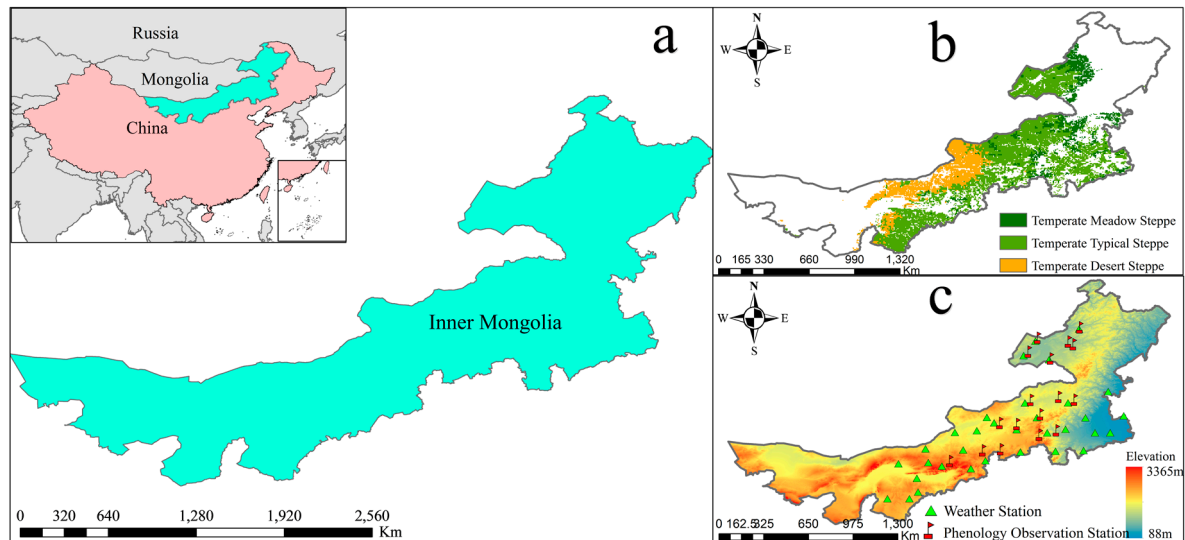 a
Russia
Mongolia
China
Inner Mongolia
0 320 640 1,280 1,920 2,560
Km
b
N
W E
S
Temperate Meadow Steppe
Temperate Typical Steppe
Temperate Desert Steppe
0 165 330 660 990 1,320
Km
c
N
W E
S
Elevation
3365m
88m
Weather Station
Phenology Observation Station
0 162.5 325 650 975 1,300
Km